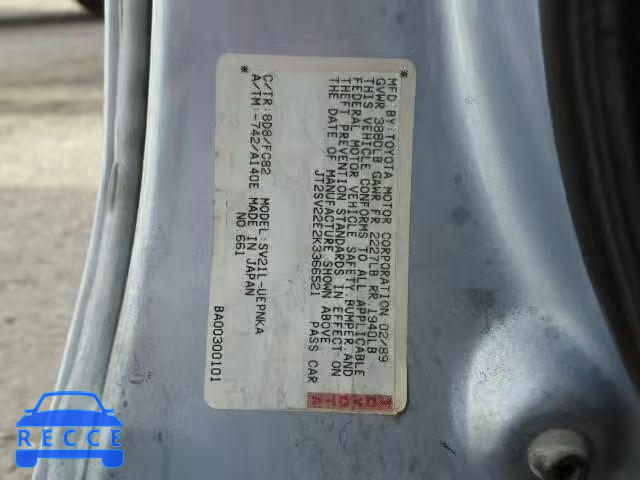 MFD BY: TOYOTA MOTOR CORPORATION 02/89
GVWR 3880LB GAWR FR 2227LB RR 1940LB
THIS VEHICLE CONFORMS TO ALL APPLICABLE
FEDERAL MOTOR VEHICLE SAFETY, BUMPER, AND
THEFT PREVENTION STANDARDS IN EFFECT ON
THE DATE OF MANUFACTURE SHOWN ABOVE
JT2SV22E2K3366521 PASS CAR
* *
C/TR:8D8/FC82 MODEL:SV21L-UEPNKA
A/TM:-742/A140E MADE IN JAPAN
NO 661
BA00300101
RECCE